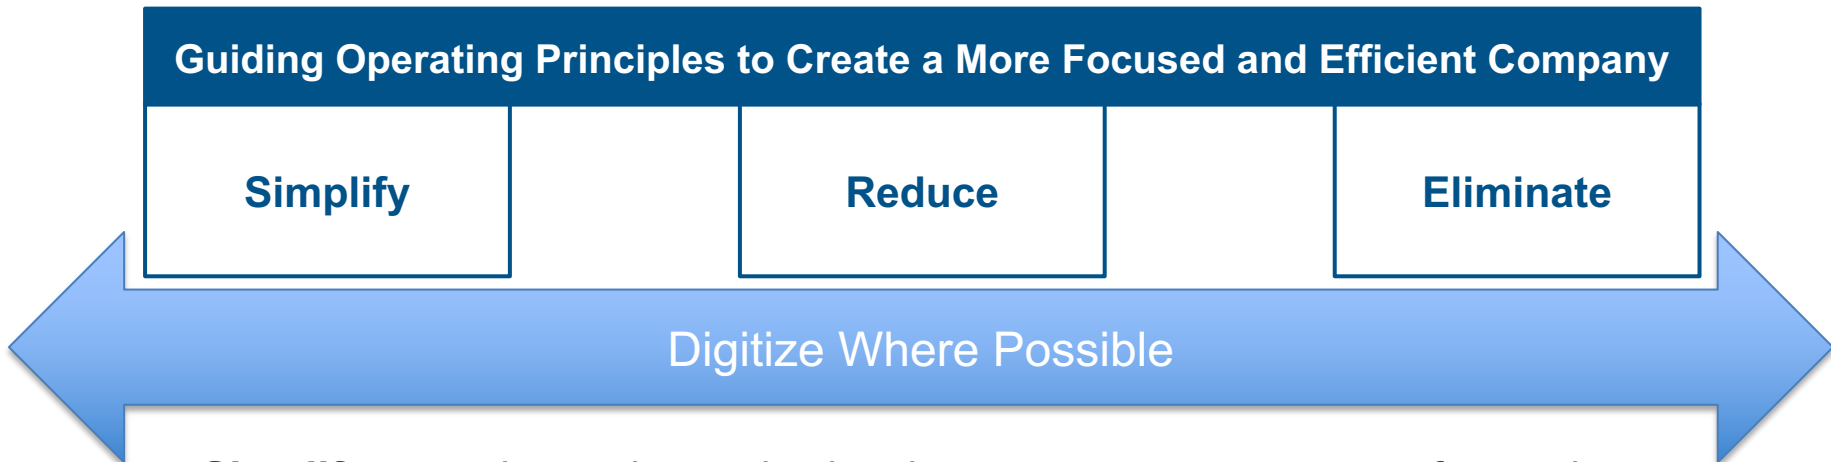 Guiding Operating Principles to Create a More Focused and Efficient Company
Simplify Reduce Eliminate
Digitize Where Possible